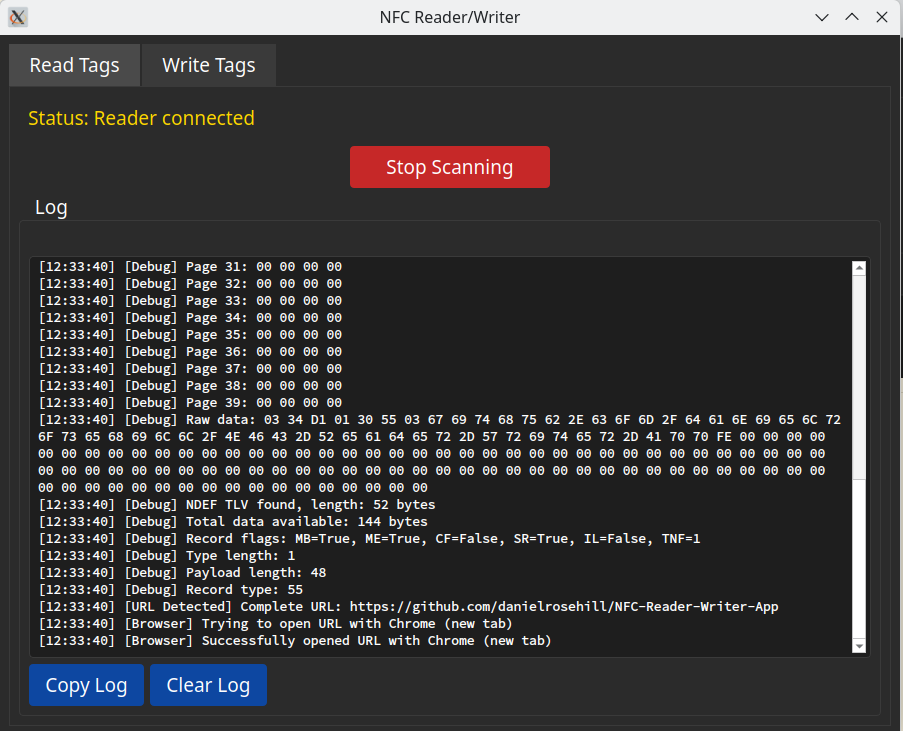 NFC Reader/Writer
Read Tags
Write Tags
Status: Reader connected
Stop Scanning
Log
[12:33:40] [Debug] Page 31: 00 00 00 00
[12:33:40] [Debug] Page 32: 00 00 00 00
[12:33:40] [Debug] Page 33: 00 00 00 00
[12:33:40] [Debug] Page 34: 00 00 00 00
[12:33:40] [Debug] Page 35: 00 00 00 00
[12:33:40] [Debug] Page 36: 00 00 00 00
[12:33:40] [Debug] Page 37: 00 00 00 00
[12:33:40] [Debug] Page 38: 00 00 00 00
[12:33:40] [Debug] Page 39: 00 00 00 00
[12:33:40] [Debug] Raw data: 03 34 D1 01 30 55 03 67 69 74 68 75 62 2E 63 6F 6D 2F 64 61 6E 69 65 6C 72
6F 73 65 68 69 6C 6C 2F 4E 46 43 2D 52 65 61 64 65 72 2D 57 72 69 74 65 72 2D 41 70 70 FE 00 00 00 00
00 00 00 00 00 00 00 00 00 00 00 00 00 00 00 00 00 00 00 00 00 00 00 00 00 00 00 00 00 00 00 00 00 00
00 00 00 00 00 00 00 00 00 00 00 00 00 00 00 00 00 00 00 00 00 00 00 00 00 00 00 00 00 00 00 00 00 00
00 00 00 00 00 00 00 00 00 00 00 00 00 00 00 00 00
[12:33:40] [Debug] NDEF TLV found, length: 52 bytes
[12:33:40] [Debug] Total data available: 144 bytes
[12:33:40] [Debug] Record flags: MB=True, ME=True, CF=False, SR=True, IL=False, TNF=1
[12:33:40] [Debug] Type length: 1
[12:33:40] [Debug] Payload length: 48
[12:33:40] [Debug] Record type: 55
[12:33:40] [URL Detected] Complete URL: https://github.com/danielrosehill/NFC-Reader-Writer-App
[12:33:40] [Browser] Trying to open URL with Chrome (new tab)
[12:33:40] [Browser] Successfully opened URL with Chrome (new tab)
Copy Log
Clear Log